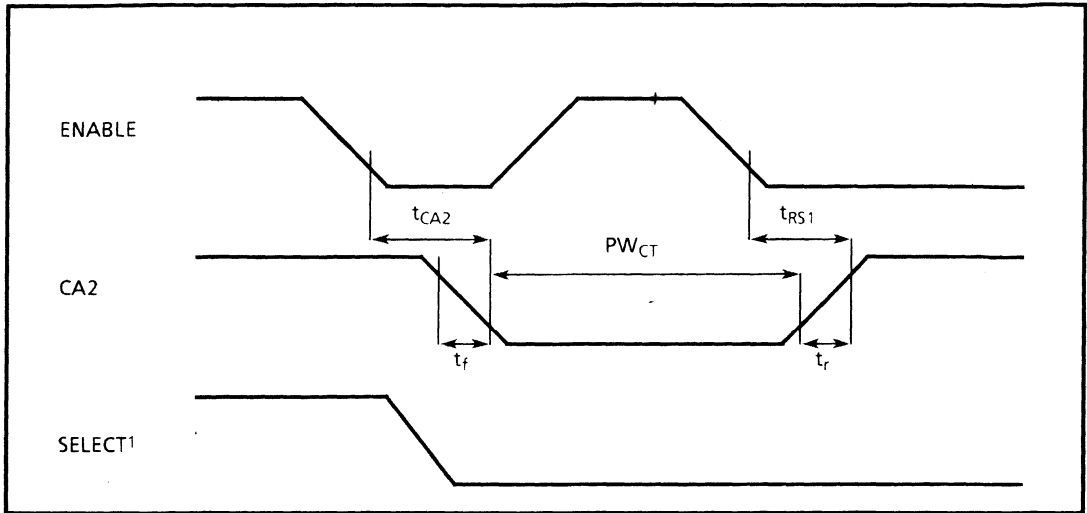 ENABLE
tCA2
tRS1
PWCT
CA2
tf
tr
SELECT1